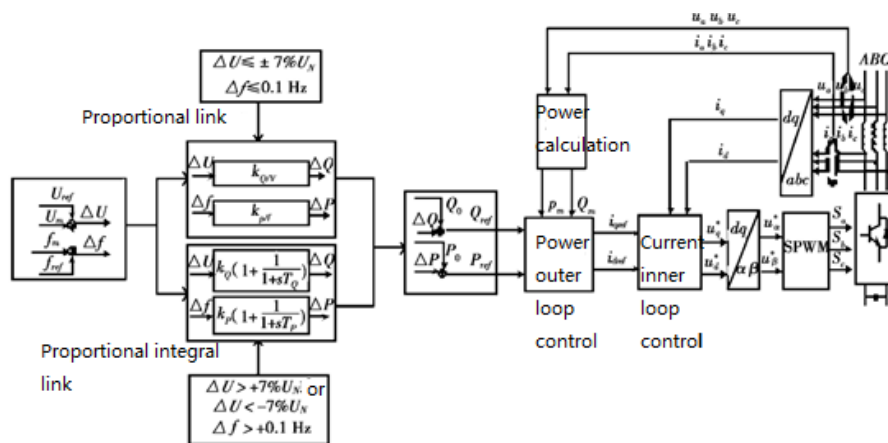 u_a u_b u_c
i_a i_b i_c
ABC
ΔU≤ ± 7%U_N
Δf≤0.1 Hz
Proportional link
Power
calculation
i_q
i_d
dq
abc
u_a
ΔU
k_Q/V
ΔQ
Δf
k_p/f
ΔP
U_ref
U_m
ΔU
f_m
Δf
f_ref
ΔU
k_Q(1+1/(1+sT_Q))
ΔQ
Δf
k_P(1+1/(1+sT_P))
ΔP
Q_0
Q_ref
ΔQ
P_0
ΔP
P_ref
p_m
Q_m
Power
outer
loop
control
i_qref
i_dref
Current
inner
loop
control
u_q^*
u_d^*
dq
αβ
u_α^*
u_β^*
SPWM
S_a
S_b
S_c
Proportional integral
link
ΔU>+7%U_N or
ΔU<-7%U_N
Δf>+0.1 Hz